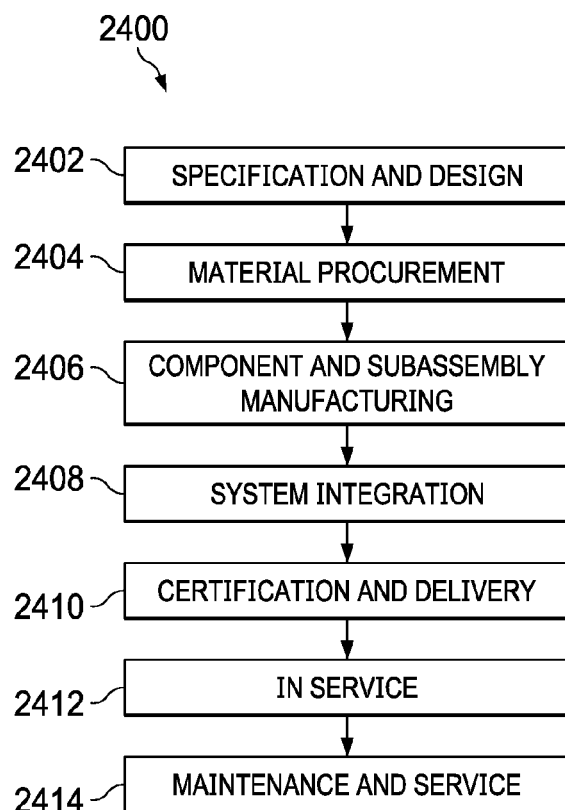 2400
2402 SPECIFICATION AND DESIGN
2404 MATERIAL PROCUREMENT
2406 COMPONENT AND SUBASSEMBLY
MANUFACTURING
2408 SYSTEM INTEGRATION
2410 CERTIFICATION AND DELIVERY
2412 IN SERVICE
2414 MAINTENANCE AND SERVICE